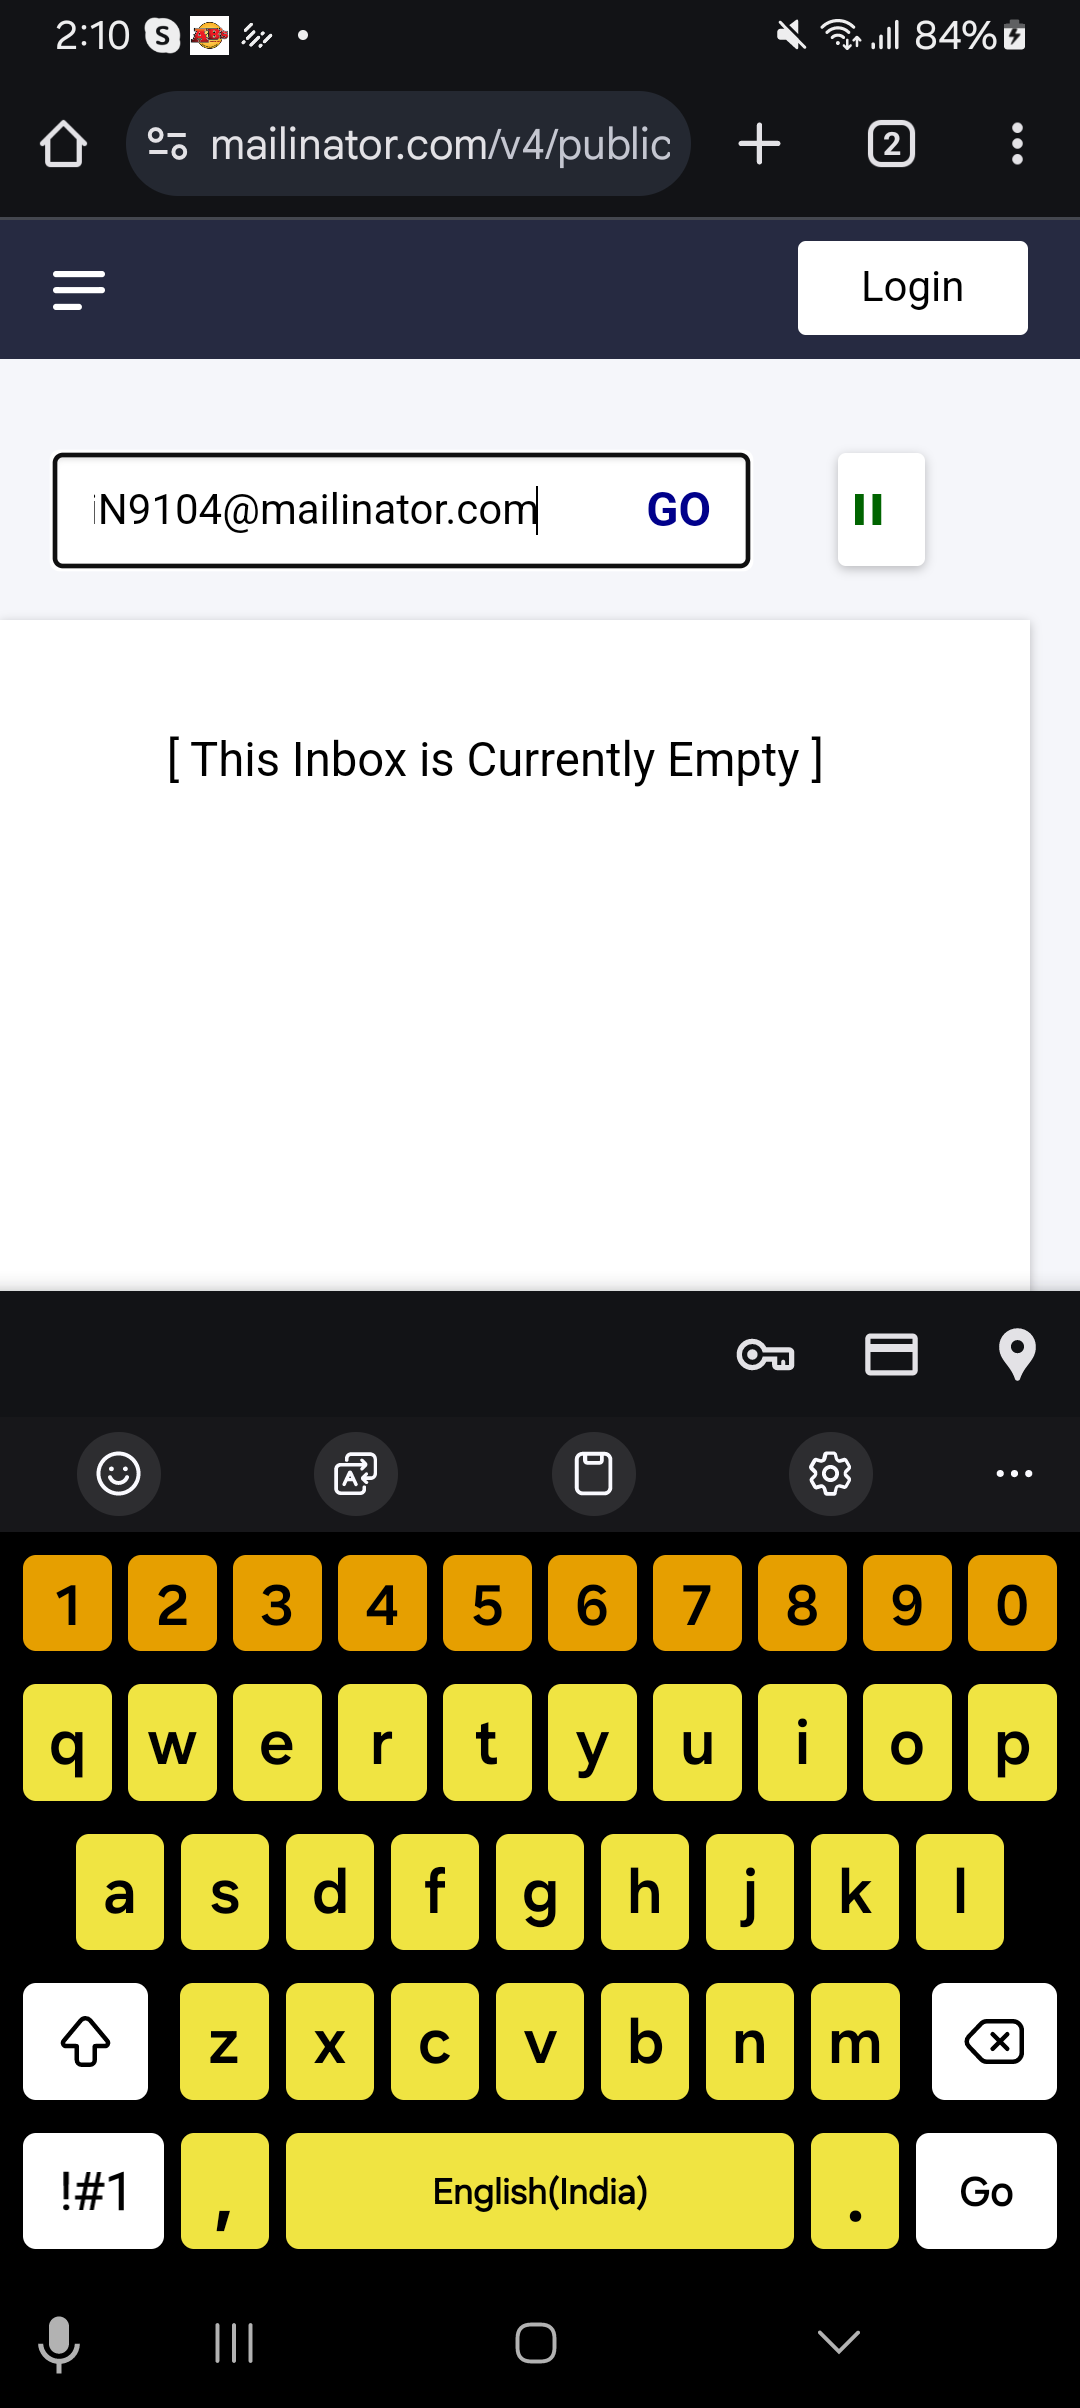 2:10 S AB's 84%
mailinator.com/v4/public 2
Login
iN9104@mailinator.com GO
[ This Inbox is Currently Empty ]
A
1 2 3 4 5 6 7 8 9 0
q w e r t y u i o p
a s d f g h j k l
z x c v b n m
!#1 , English(India) . Go